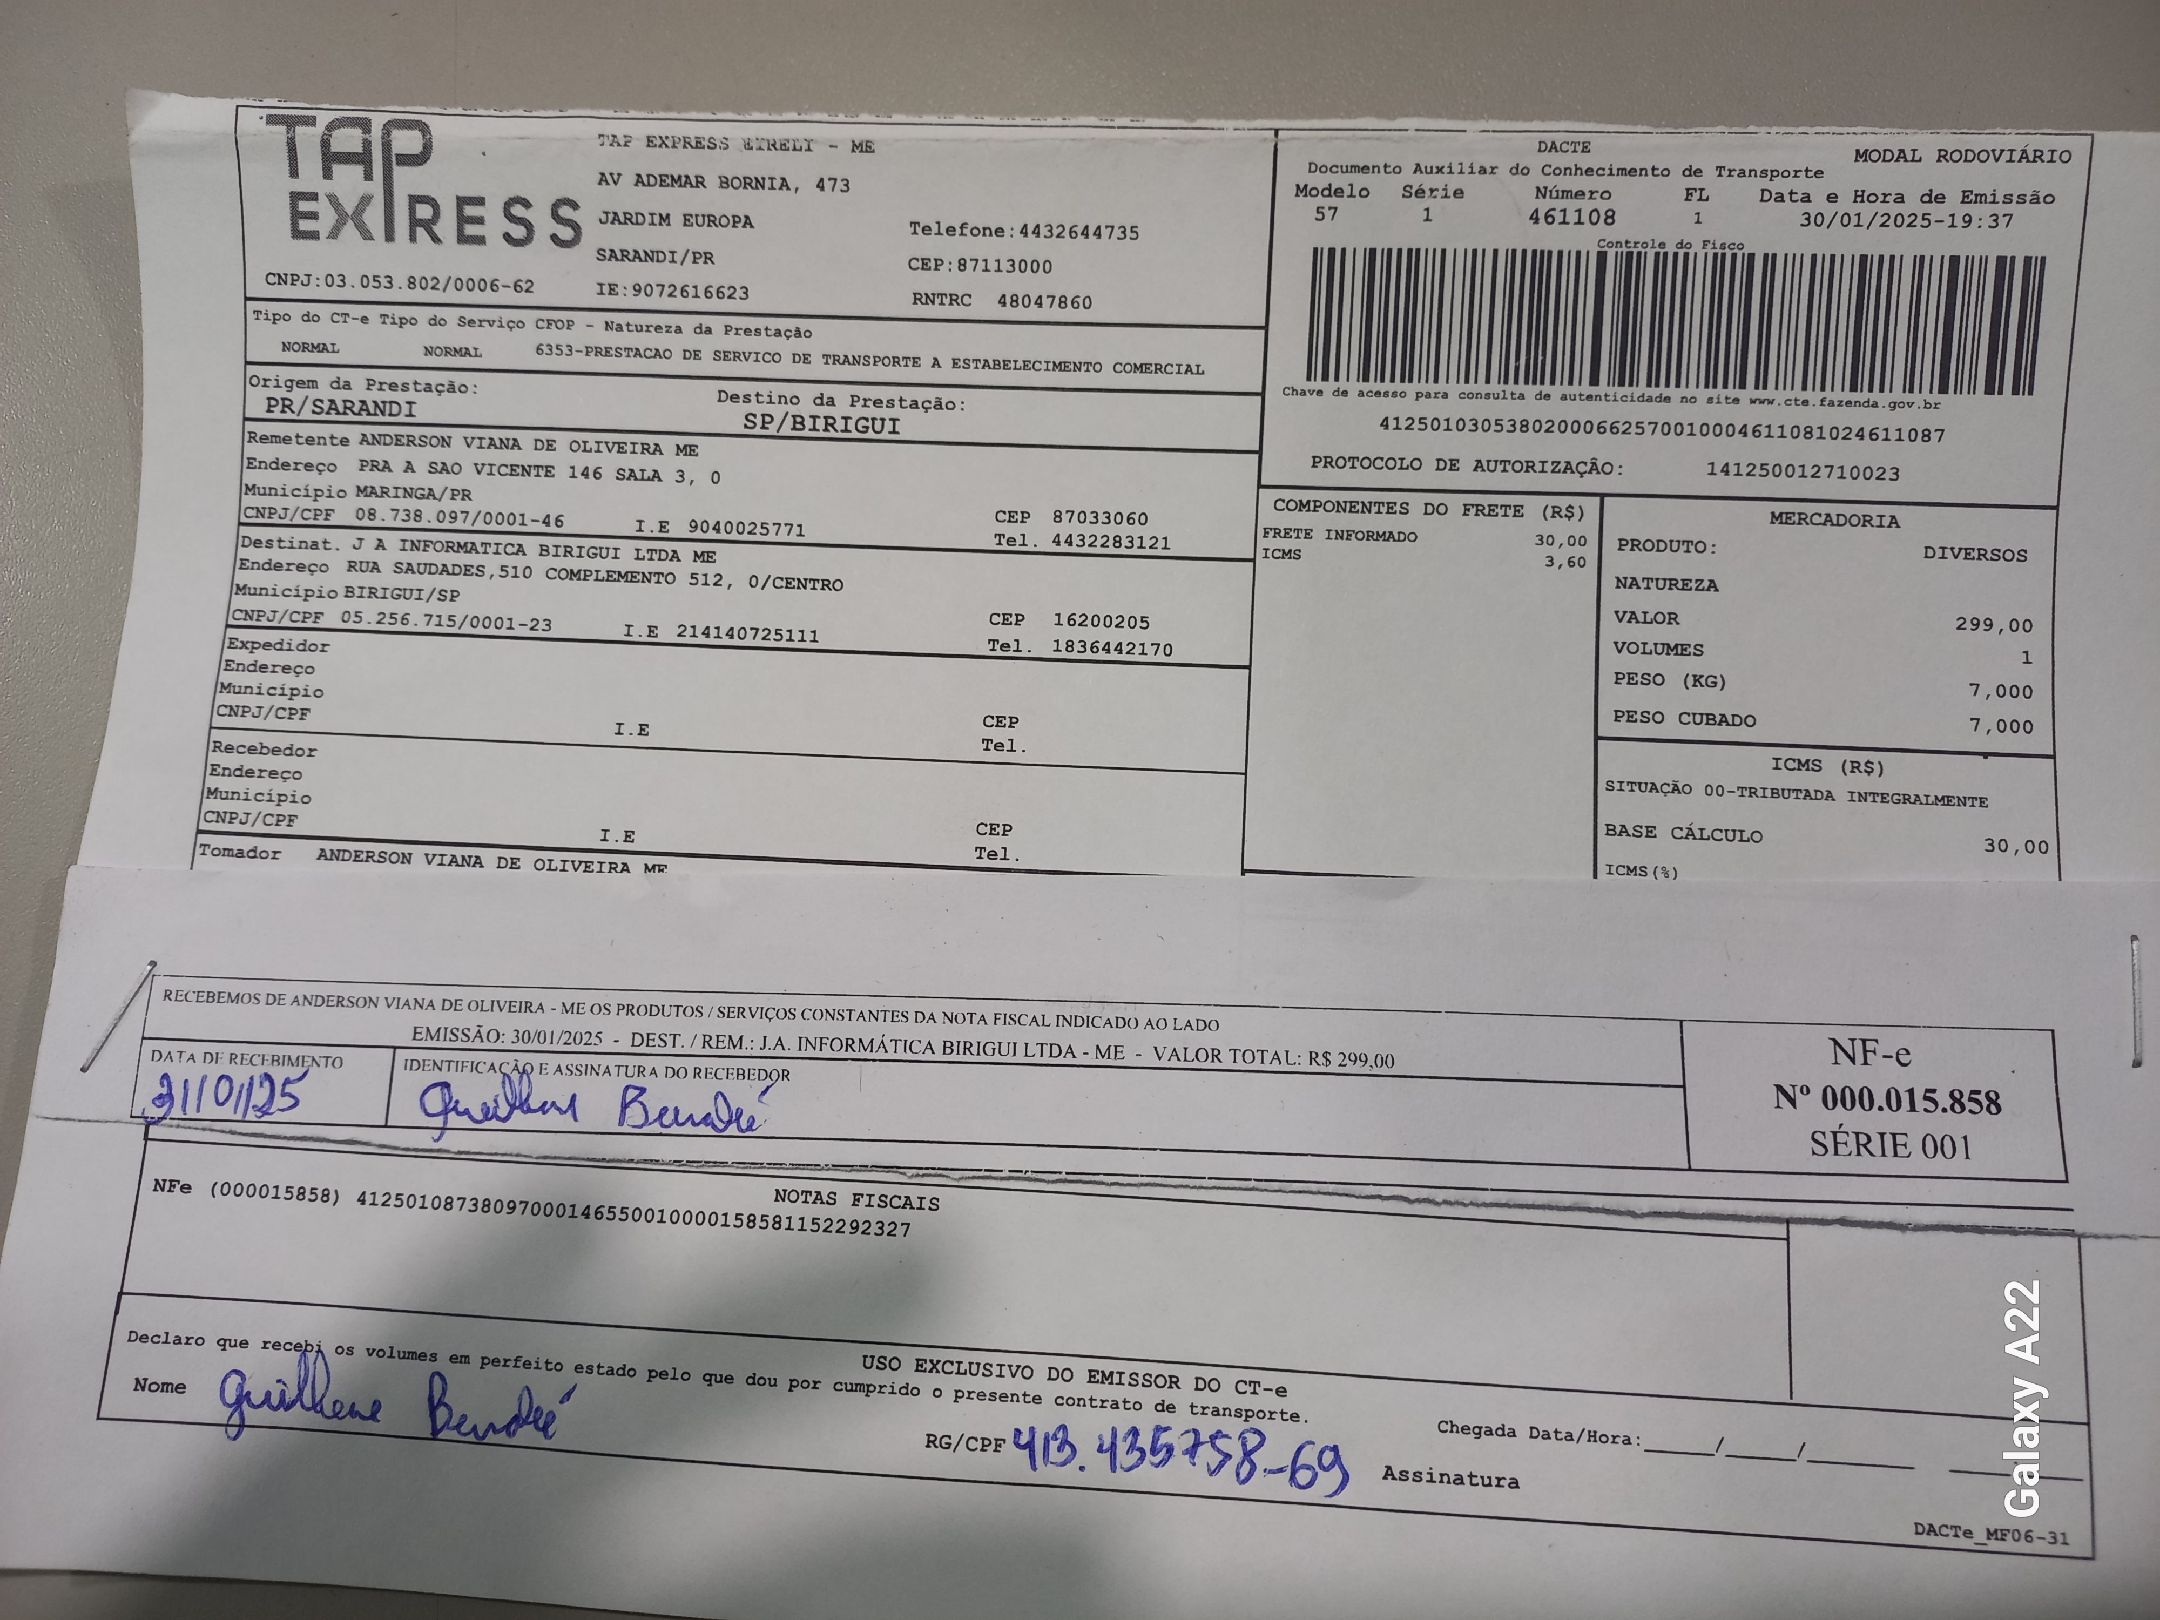 TAP
EXPRESS
TAP EXPRESS EIRELI - ME
AV ADEMAR BORNIA, 473
JARDIM EUROPA
Telefone:4432644735
SARANDI/PR
CEP:87113000
CNPJ:03.053.802/0006-62
IE:9072616623
RNTRC 48047860
DACTE
MODAL RODOVIÁRIO
Documento Auxiliar do Conhecimento de Transporte
Modelo Série Número FL Data e Hora de Emissão
57 1 461108 1 30/01/2025-19:37
Controle do Fisco
Chave de acesso para consulta de autenticidade no site www.cte.fazenda.gov.br
41250103053802000662570010004611081024611087
PROTOCOLO DE AUTORIZAÇÃO: 141250012710023
Tipo do CT-e Tipo do Serviço CFOP - Natureza da Prestação
NORMAL NORMAL 6353-PRESTACAO DE SERVICO DE TRANSPORTE A ESTABELECIMENTO COMERCIAL
Origem da Prestação: Destino da Prestação:
PR/SARANDI SP/BIRIGUI
Remetente ANDERSON VIANA DE OLIVEIRA ME
Endereço PRA A SAO VICENTE 146 SALA 3, 0
Município MARINGA/PR CEP 87033060
CNPJ/CPF 08.738.097/0001-46 I.E 9040025771 Tel. 4432283121
Destinat. J A INFORMATICA BIRIGUI LTDA ME
Endereço RUA SAUDADES,510 COMPLEMENTO 512, 0/CENTRO
Município BIRIGUI/SP CEP 16200205
CNPJ/CPF 05.256.715/0001-23 I.E 214140725111 Tel. 1836442170
Expedidor
Endereço
Município CEP
CNPJ/CPF I.E Tel.
Recebedor
Endereço
Município CEP
CNPJ/CPF I.E Tel.
Tomador ANDERSON VIANA DE OLIVEIRA ME
COMPONENTES DO FRETE (R$)
FRETE INFORMADO 30,00
ICMS 3,60
MERCADORIA
PRODUTO: DIVERSOS
NATUREZA
VALOR 299,00
VOLUMES 1
PESO (KG) 7,000
PESO CUBADO 7,000
ICMS (R$)
SITUAÇÃO 00-TRIBUTADA INTEGRALMENTE
BASE CÁLCULO 30,00
ICMS(%)
RECEBEMOS DE ANDERSON VIANA DE OLIVEIRA - ME OS PRODUTOS / SERVIÇOS CONSTANTES DA NOTA FISCAL INDICADO AO LADO
EMISSÃO: 30/01/2025 - DEST. / REM.: J.A. INFORMÁTICA BIRIGUI LTDA - ME - VALOR TOTAL: R$ 299,00
DATA DE RECEBIMENTO IDENTIFICAÇÃO E ASSINATURA DO RECEBEDOR
31/01/25 Guilherme
NF-e
Nº 000.015.858
SÉRIE 001
NOTAS FISCAIS
NFe (000015858) 41250108738097000146550010000158581152292327
USO EXCLUSIVO DO EMISSOR DO CT-e
Declaro que recebi os volumes em perfeito estado pelo que dou por cumprido o presente contrato de transporte.
Nome Guilherme
RG/CPF 413.435758-69 Assinatura
Chegada Data/Hora:_____/_____/________
DACTe_MF06-31
Galaxy A22